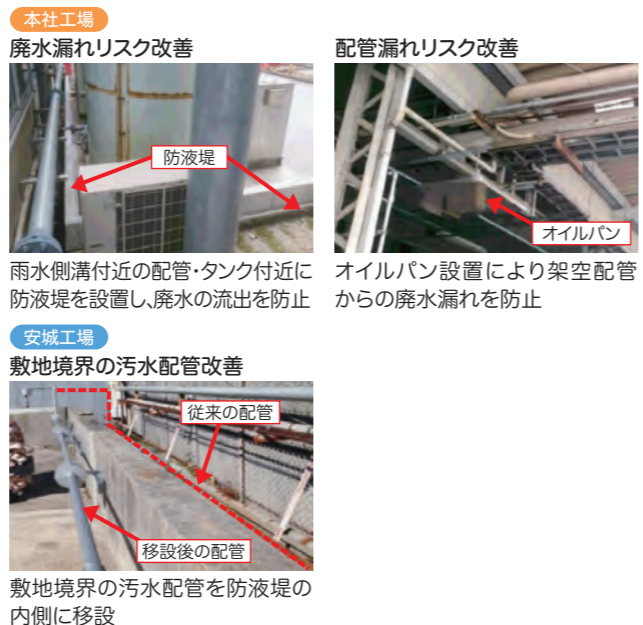 本社工場
廃水漏れリスク改善
防液堤
雨水側溝付近の配管・タンク付近に
防液堤を設置し、廃水の流出を防止
配管漏れリスク改善
オイルパン
オイルパン設置により架空配管
からの廃水漏れを防止
安城工場
敷地境界の汚水配管改善
従来の配管
移設後の配管
敷地境界の汚水配管を防液堤の
内側に移設